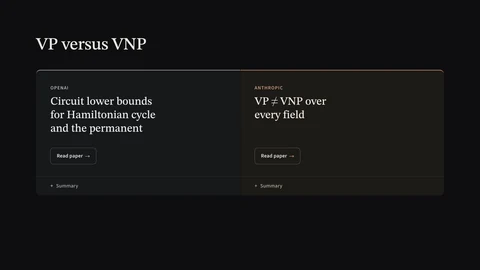 VP versus VNP
OPENAI
Circuit lower bounds
for Hamiltonian cycle
and the permanent
Read paper →
+ Summary
ANTHROPIC
VP ≠ VNP over
every field
Read paper →
+ Summary